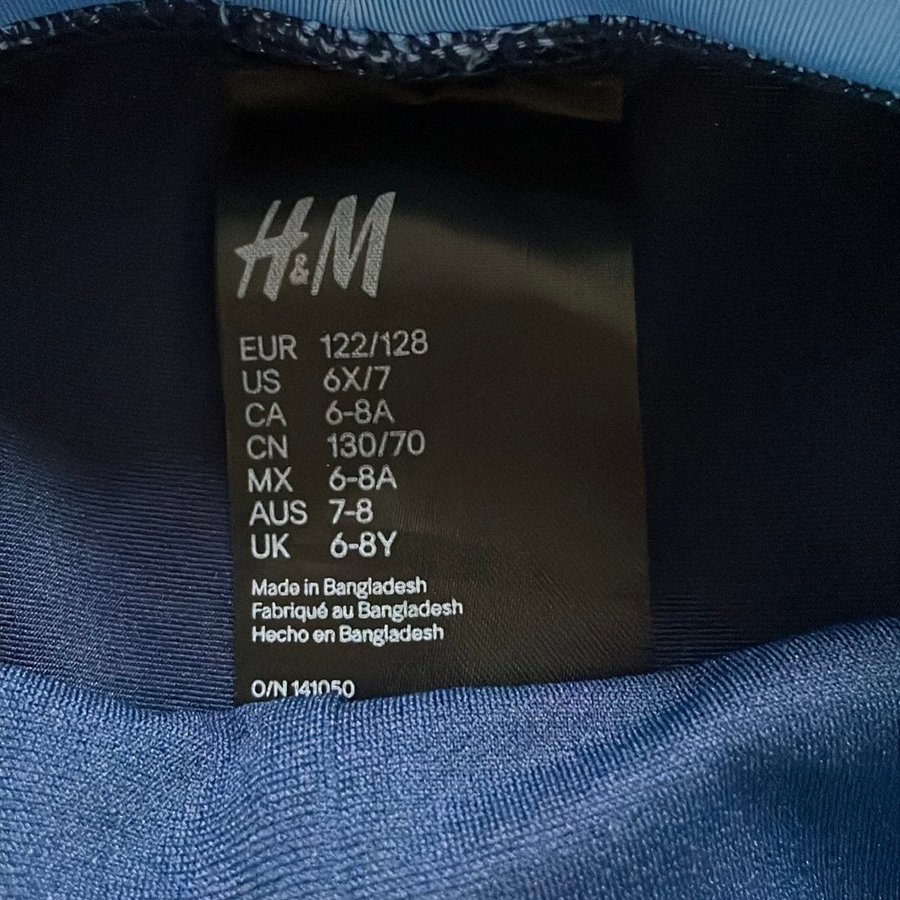 H&M
EUR 122/128
US 6X/7
CA 6-8A
CN 130/70
MX 6-8A
AUS 7-8
UK 6-8Y
Made in Bangladesh
Fabriqué au Bangladesh
Hecho en Bangladesh
O/N 141050